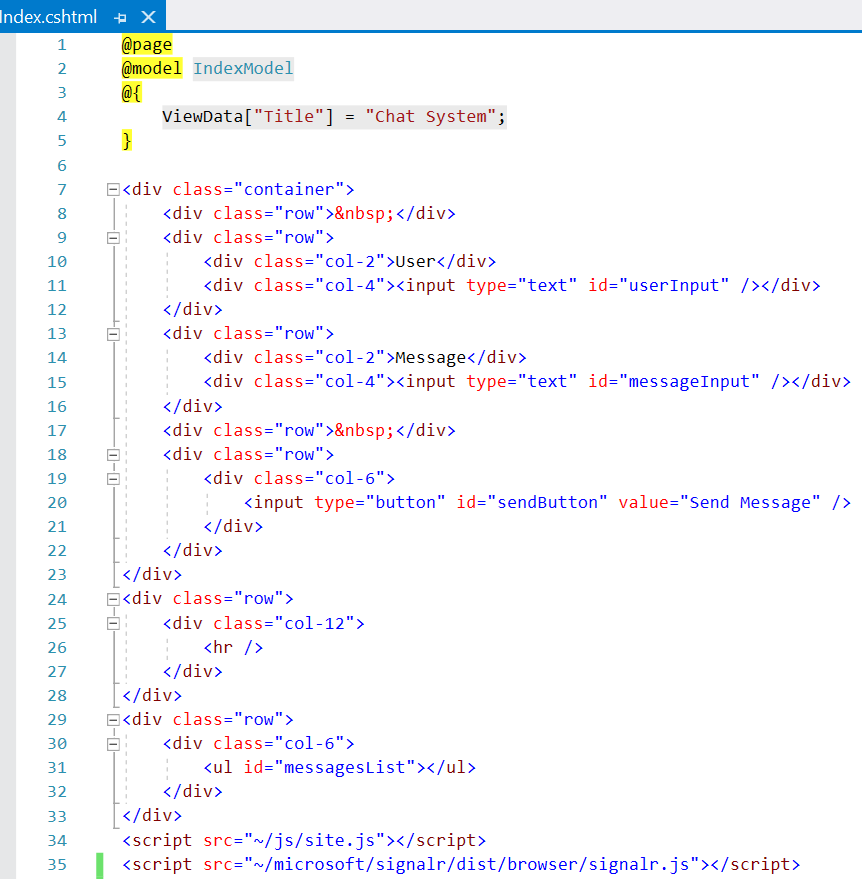 Index.cshtml
1 @page
2 @model IndexModel
3 @{
4 ViewData["Title"] = "Chat System";
5 }
6
7 <div class="container">
8 <div class="row">&nbsp;</div>
9 <div class="row">
10 <div class="col-2">User</div>
11 <div class="col-4"><input type="text" id="userInput" /></div>
12 </div>
13 <div class="row">
14 <div class="col-2">Message</div>
15 <div class="col-4"><input type="text" id="messageInput" /></div>
16 </div>
17 <div class="row">&nbsp;</div>
18 <div class="row">
19 <div class="col-6">
20 <input type="button" id="sendButton" value="Send Message" />
21 </div>
22 </div>
23 </div>
24 <div class="row">
25 <div class="col-12">
26 <hr />
27 </div>
28 </div>
29 <div class="row">
30 <div class="col-6">
31 <ul id="messagesList"></ul>
32 </div>
33 </div>
34 <script src="~/js/site.js"></script>
35 <script src="~/microsoft/signalr/dist/browser/signalr.js"></script>